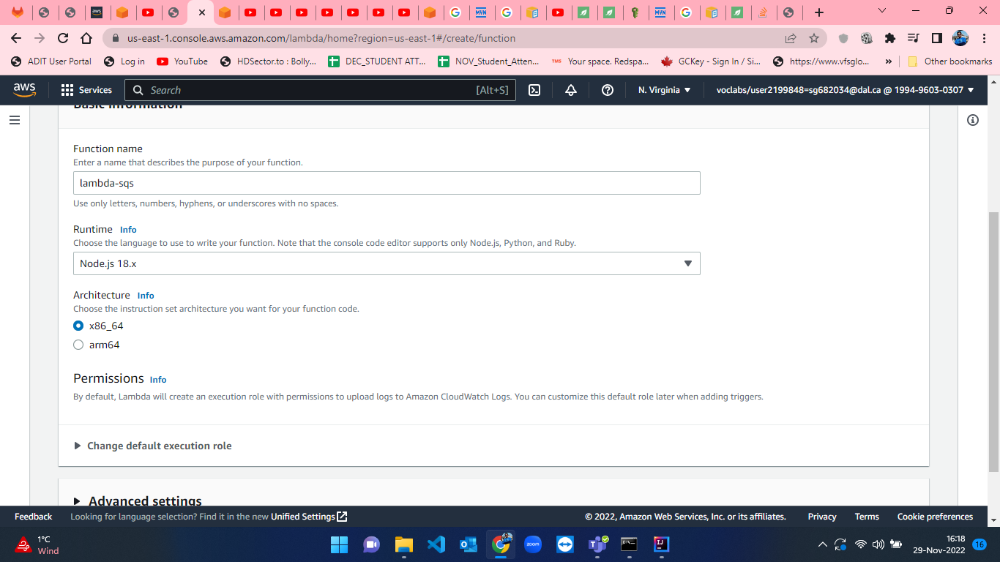 us-east-1.console.aws.amazon.com/lambda/home?region=us-east-1#/create/function
ADIT User Portal
Log in
YouTube
HDSector.to : Bolly...
DEC_STUDENT ATT...
NOV_Student_Atten...
TMS
Your space. Redspa...
GCKey - Sign In / Si...
https://www.vfsglo...
»
Other bookmarks
aws
Services
Search
[Alt+S]
N. Virginia
voclabs/user2199848=sg682034@dal.ca @ 1994-9603-0307
Basic information
Function name
Enter a name that describes the purpose of your function.
lambda-sqs
Use only letters, numbers, hyphens, or underscores with no spaces.
Runtime Info
Choose the language to use to write your function. Note that the console code editor supports only Node.js, Python, and Ruby.
Node.js 18.x
Architecture Info
Choose the instruction set architecture you want for your function code.
x86_64
arm64
Permissions Info
By default, Lambda will create an execution role with permissions to upload logs to Amazon CloudWatch Logs. You can customize this default role later when adding triggers.
Change default execution role
Advanced settings
Feedback
Looking for language selection? Find it in the new Unified Settings
© 2022, Amazon Web Services, Inc. or its affiliates.
Privacy
Terms
Cookie preferences
1°C
Wind
zoom
16:18
29-Nov-2022
16